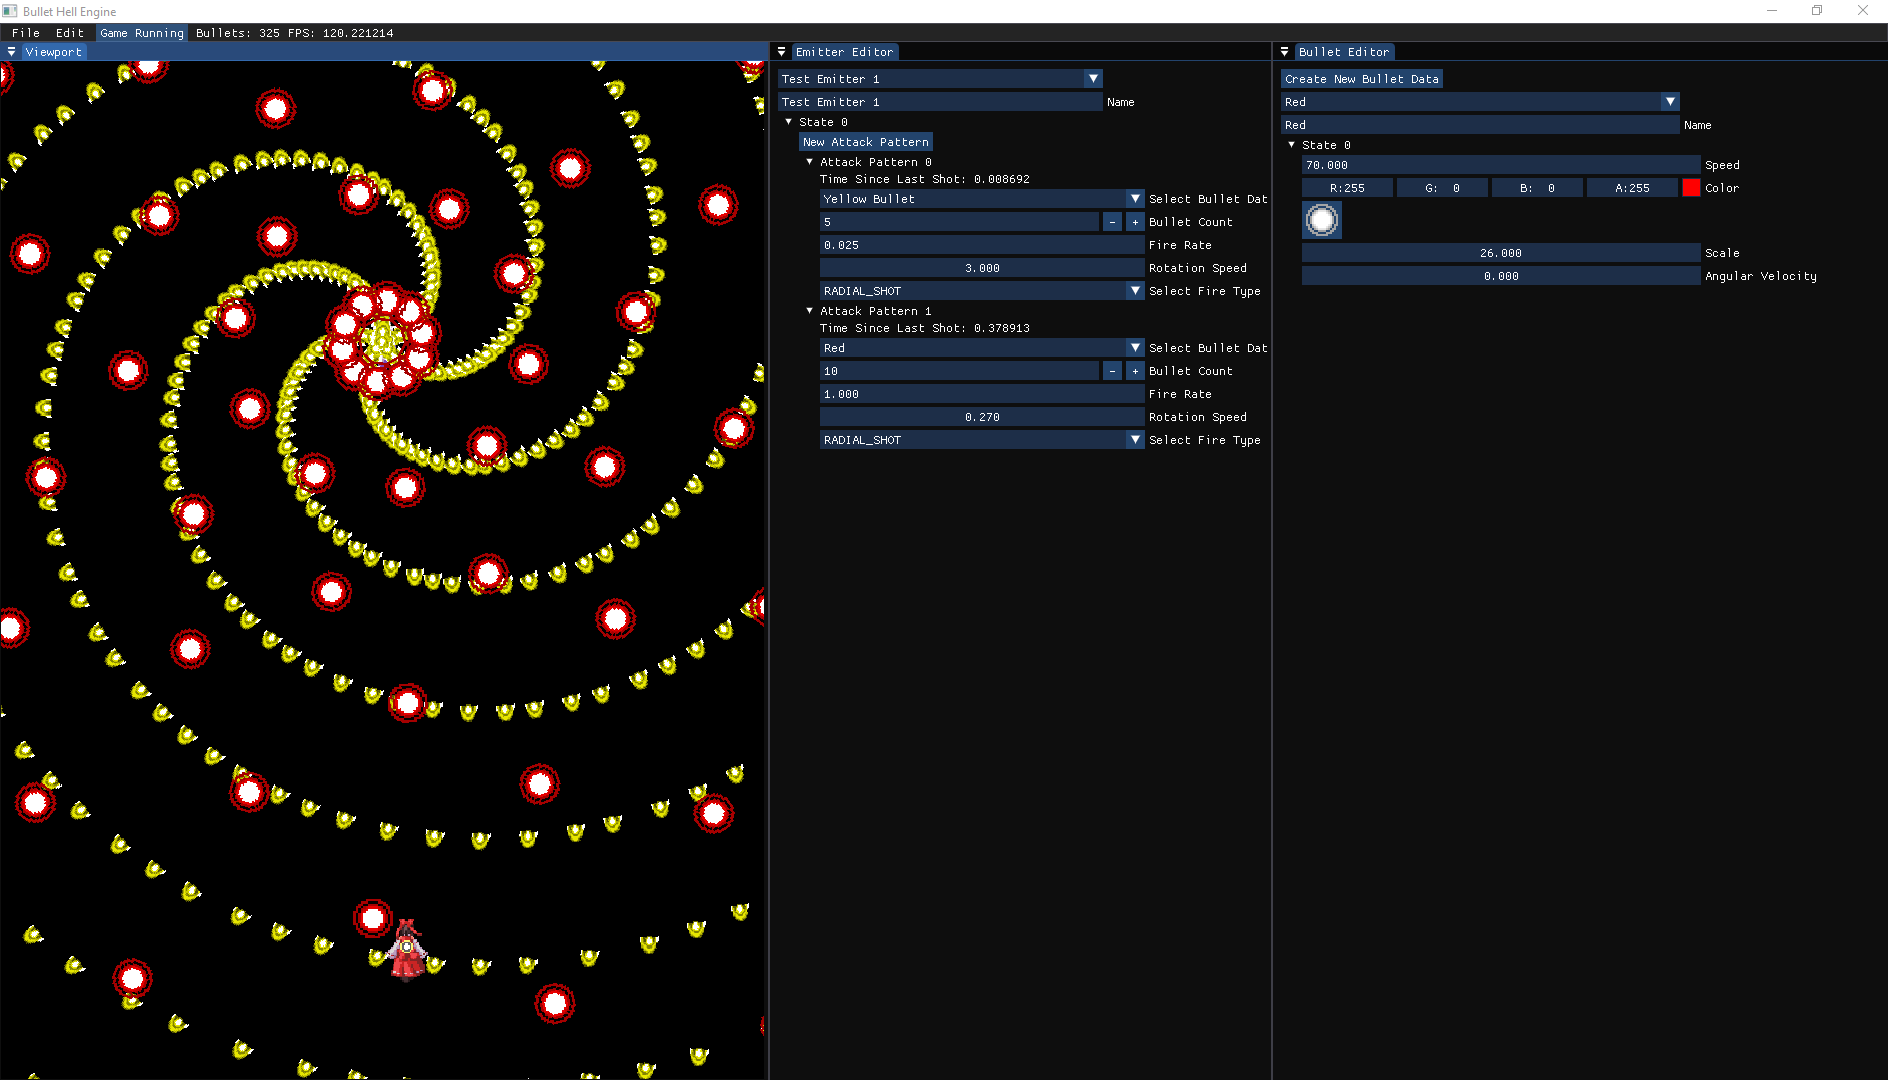 Bullet Hell Engine
File Edit Game Running Bullets: 325 FPS: 120.221214
Viewport
Emitter Editor
Test Emitter 1
Test Emitter 1 Name
State 0
New Attack Pattern
Attack Pattern 0
Time Since Last Shot: 0.008692
Yellow Bullet Select Bullet Dat
5 - + Bullet Count
0.025 Fire Rate
3.000 Rotation Speed
RADIAL_SHOT Select Fire Type
Attack Pattern 1
Time Since Last Shot: 0.378913
Red Select Bullet Dat
10 - + Bullet Count
1.000 Fire Rate
0.270 Rotation Speed
RADIAL_SHOT Select Fire Type
Bullet Editor
Create New Bullet Data
Red
Red Name
State 0
70.000 Speed
R:255 G: 0 B: 0 A:255 Color
26.000 Scale
0.000 Angular Velocity